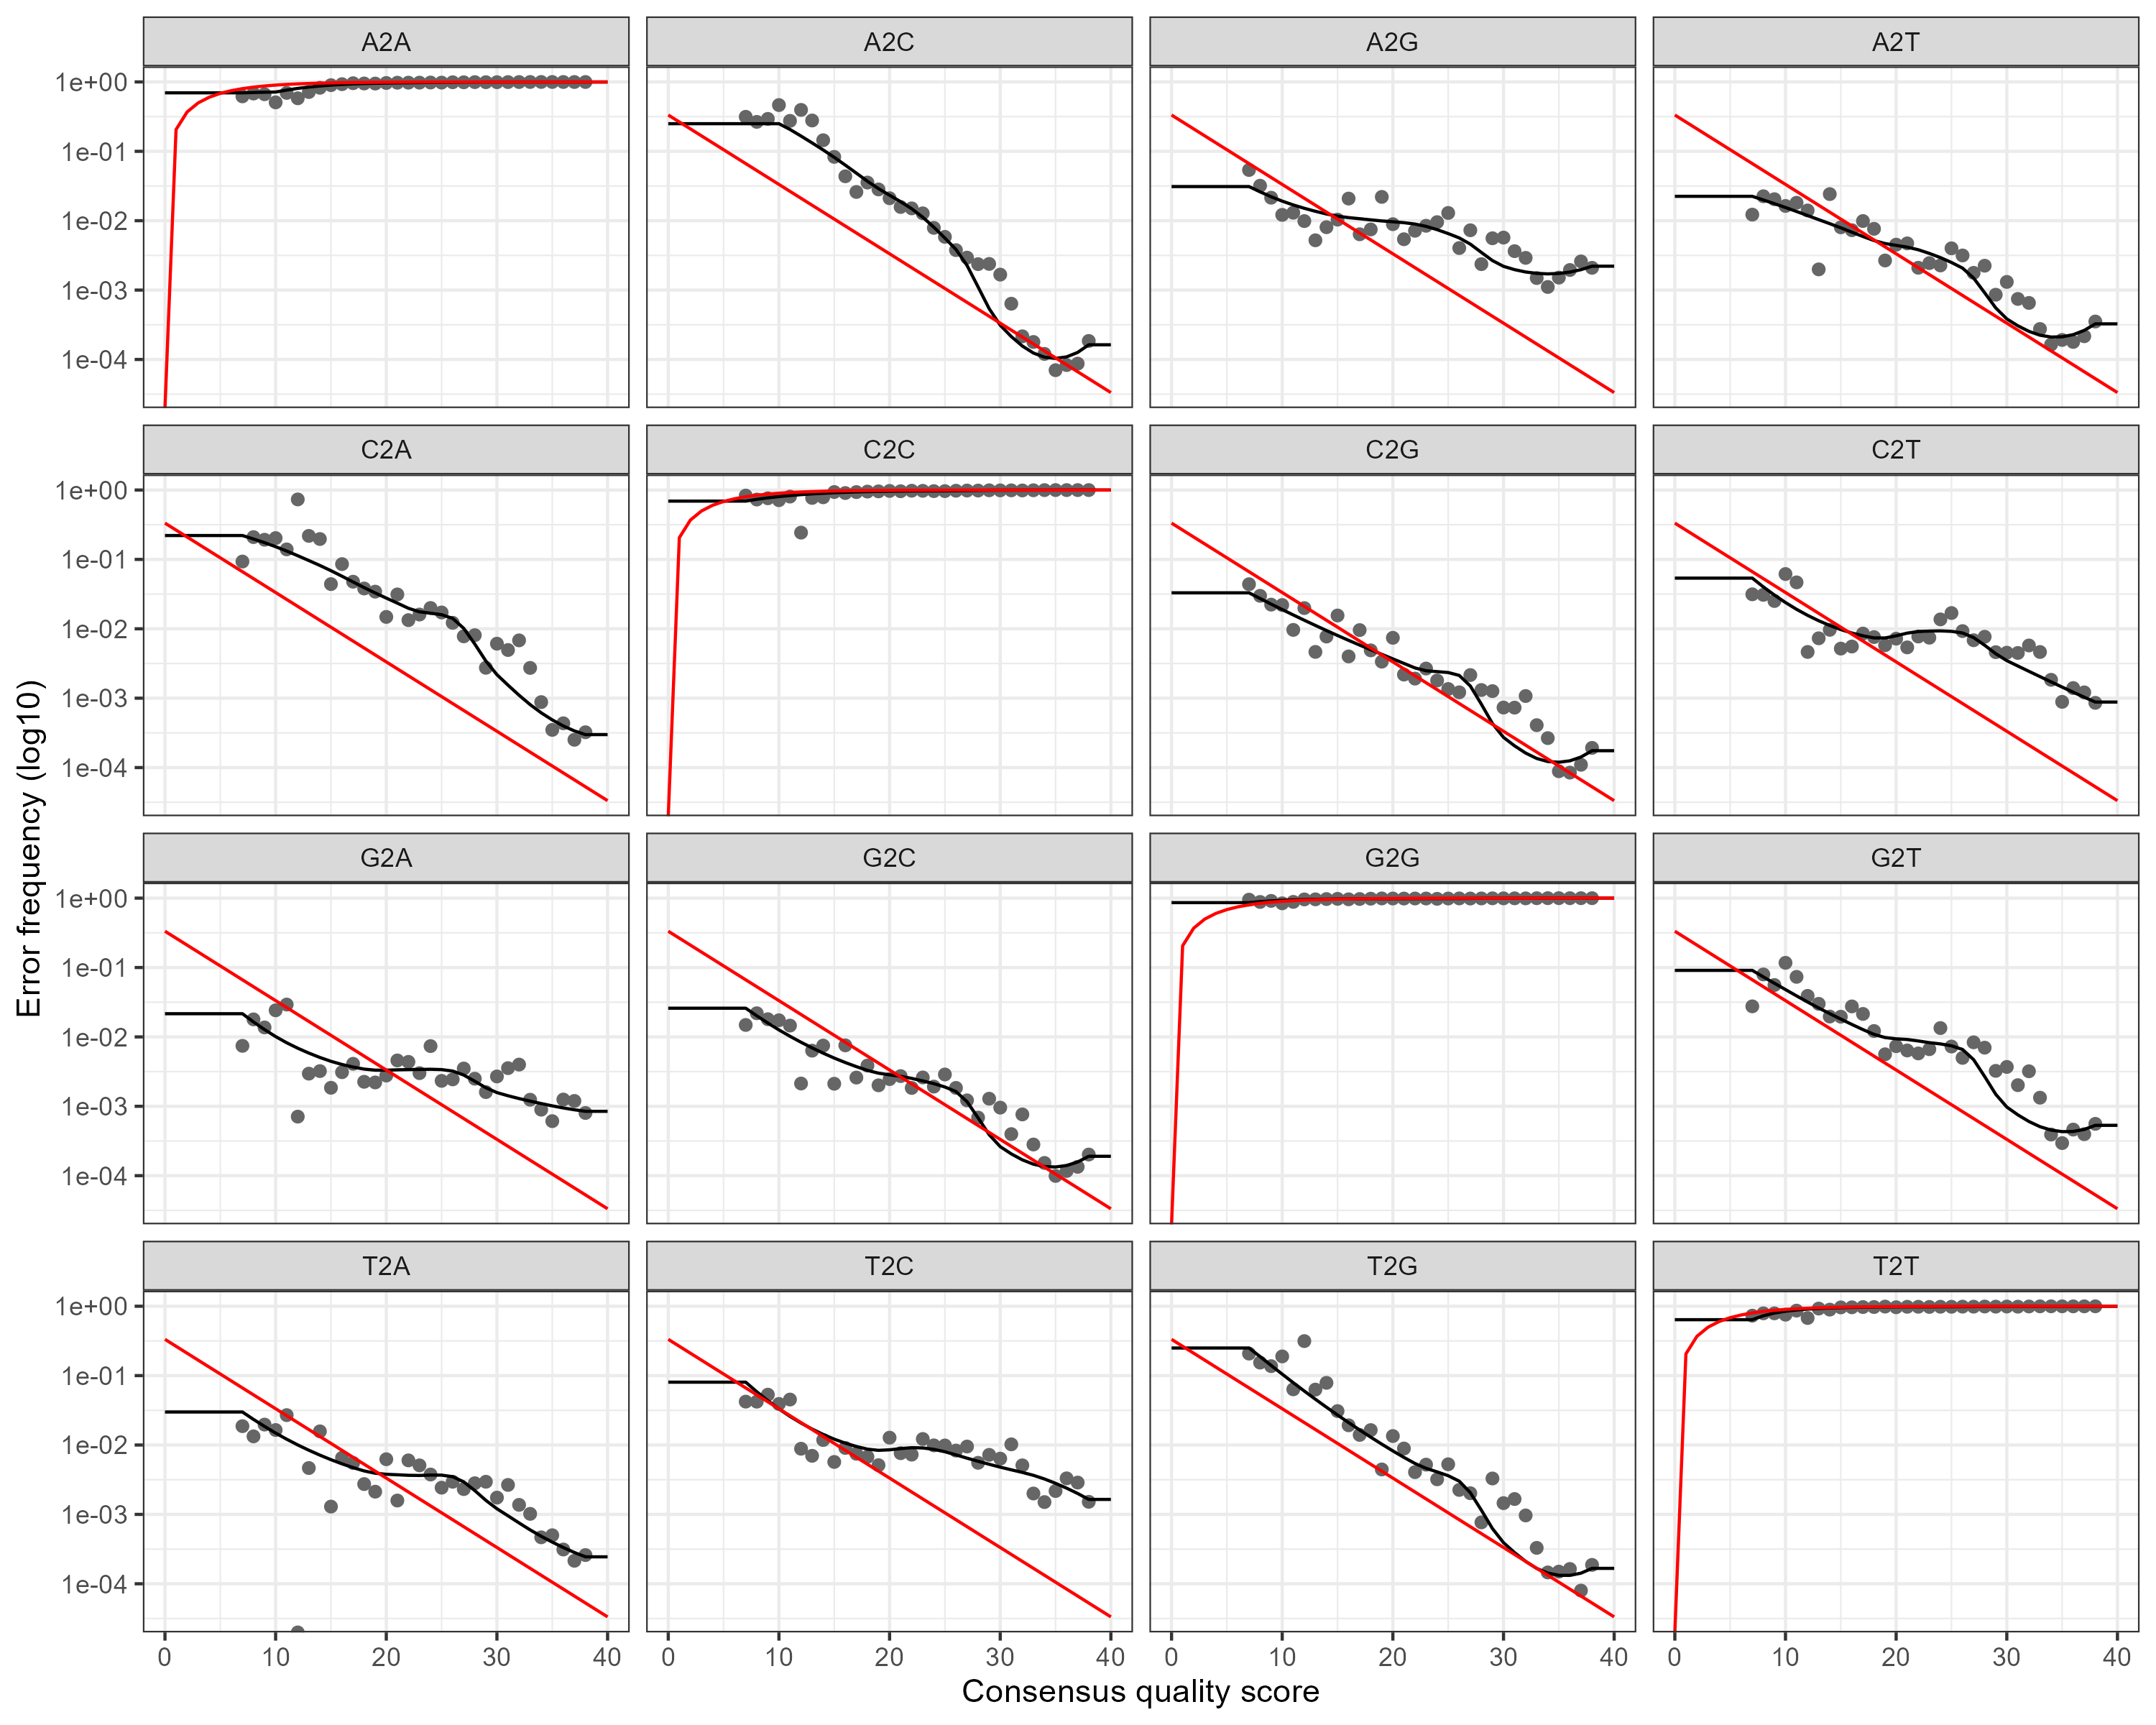 A2A A2C A2G A2T
1e+00
1e-01
1e-02
1e-03
1e-04
C2A C2C C2G C2T
1e+00
1e-01
1e-02
1e-03
1e-04
G2A G2C G2G G2T
1e+00
1e-01
1e-02
1e-03
1e-04
T2A T2C T2G T2T
1e+00
1e-01
1e-02
1e-03
1e-04
0 10 20 30 40 0 10 20 30 40 0 10 20 30 40 0 10 20 30 40
Consensus quality score
Error frequency (log10)